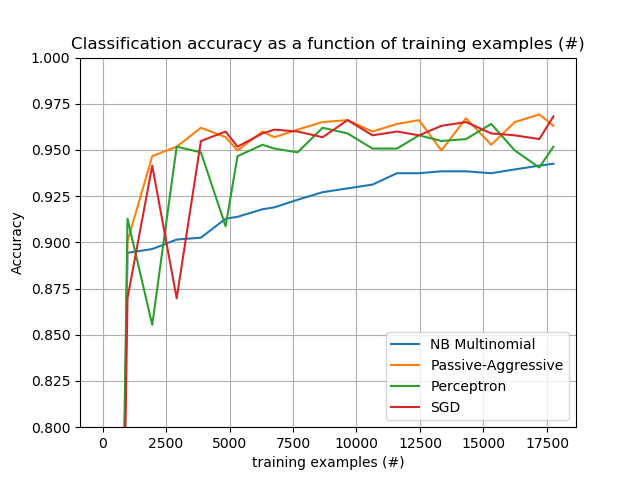 Classification accuracy as a function of training examples (#)
1.000
0.975
0.950
0.925
0.900
0.875
0.850
0.825
0.800
Accuracy
NB Multinomial
Passive-Aggressive
Perceptron
SGD
0 2500 5000 7500 10000 12500 15000 17500
training examples (#)